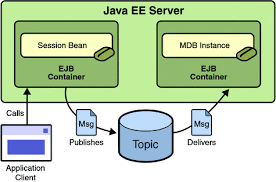 Java EE Server
Session Bean
EJB
Container
MDB Instance
EJB
Container
Calls
Msg
Publishes
Topic
Msg
Delivers
Application
Client